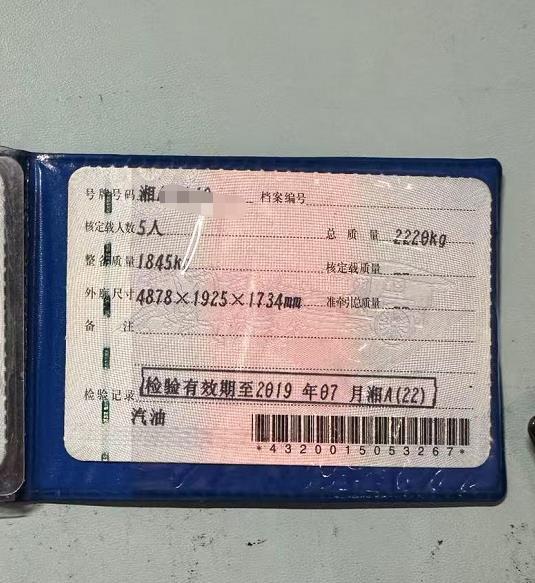 号牌号码 湘A 档案编号
核定载人数 5人 总质量 2220kg
整备质量 1845k 核定载质量 --
外廓尺寸 4878×1925×1734mm 准牵引总质量 --
备注
检验记录 检验有效期至2019年07月湘A(22)
汽油
*4320015053267*